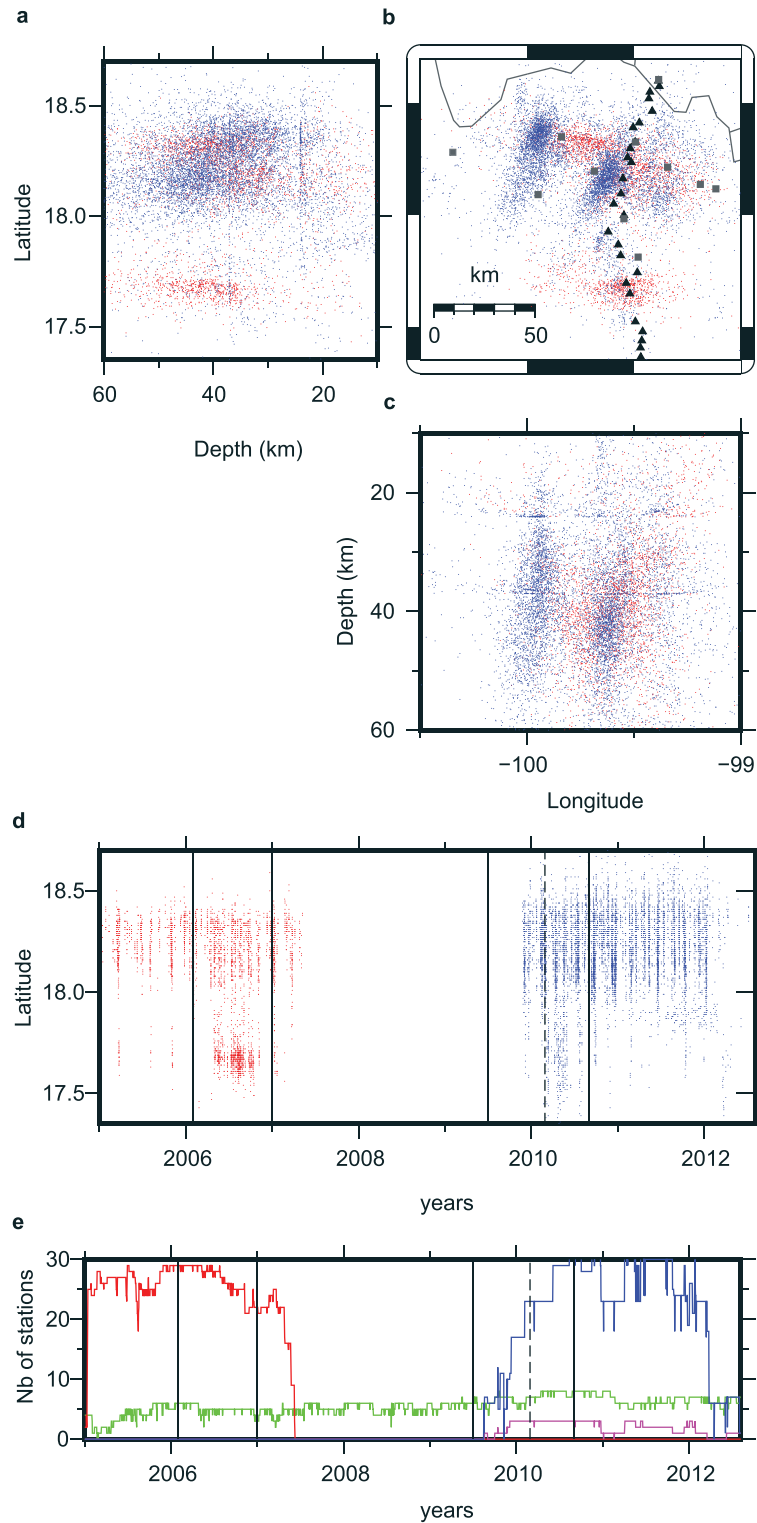 a
18.5
18.0
17.5
Latitude
60 40 20
Depth (km)
b
km
0 50
c
20
40
60
Depth (km)
−100 −99
Longitude
d
18.5
18.0
17.5
Latitude
2006 2008 2010 2012
years
e
30
20
10
0
Nb of stations
2006 2008 2010 2012
years